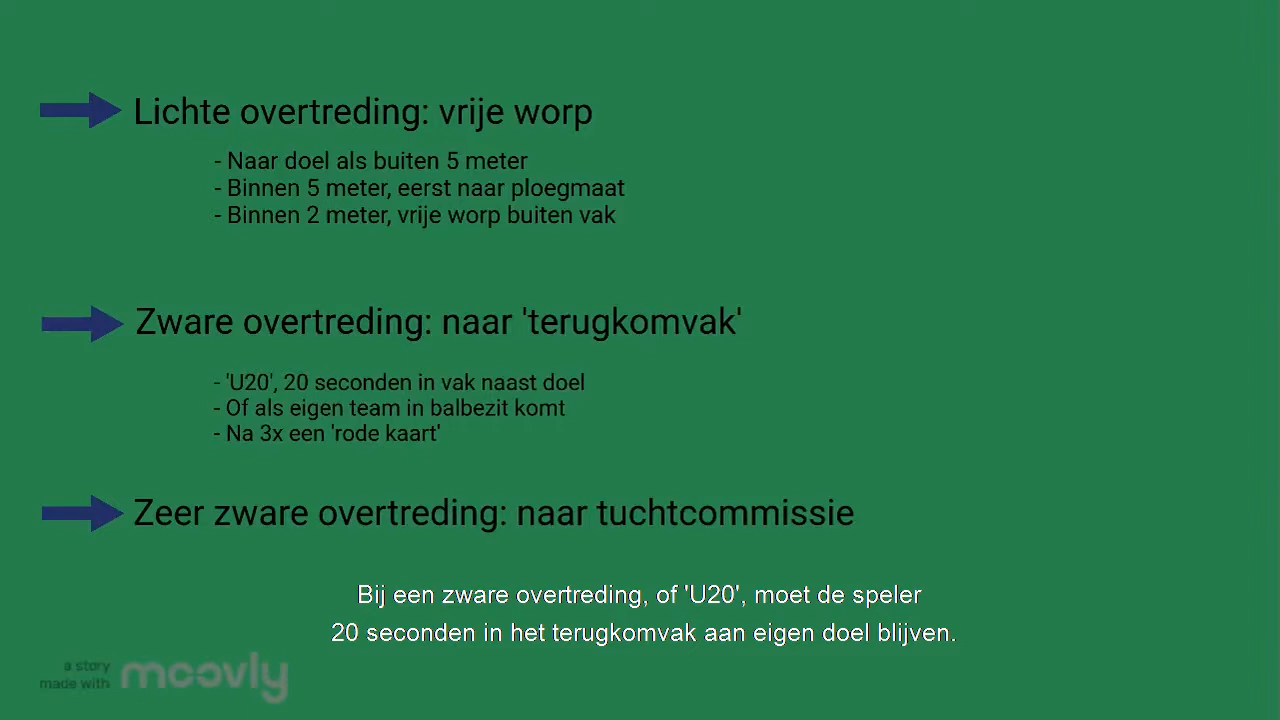 Lichte overtreding: vrije worp
- Naar doel als buiten 5 meter
- Binnen 5 meter, eerst naar ploegmaat
- Binnen 2 meter, vrije worp buiten vak
Zware overtreding: naar 'terugkomvak'
- 'U20', 20 seconden in vak naast doel
- Of als eigen team in balbezit komt
- Na 3x een 'rode kaart'
Zeer zware overtreding: naar tuchtcommissie
Bij een zware overtreding, of 'U20', moet de speler
20 seconden in het terugkomvak aan eigen doel blijven.
a story
made with moovly